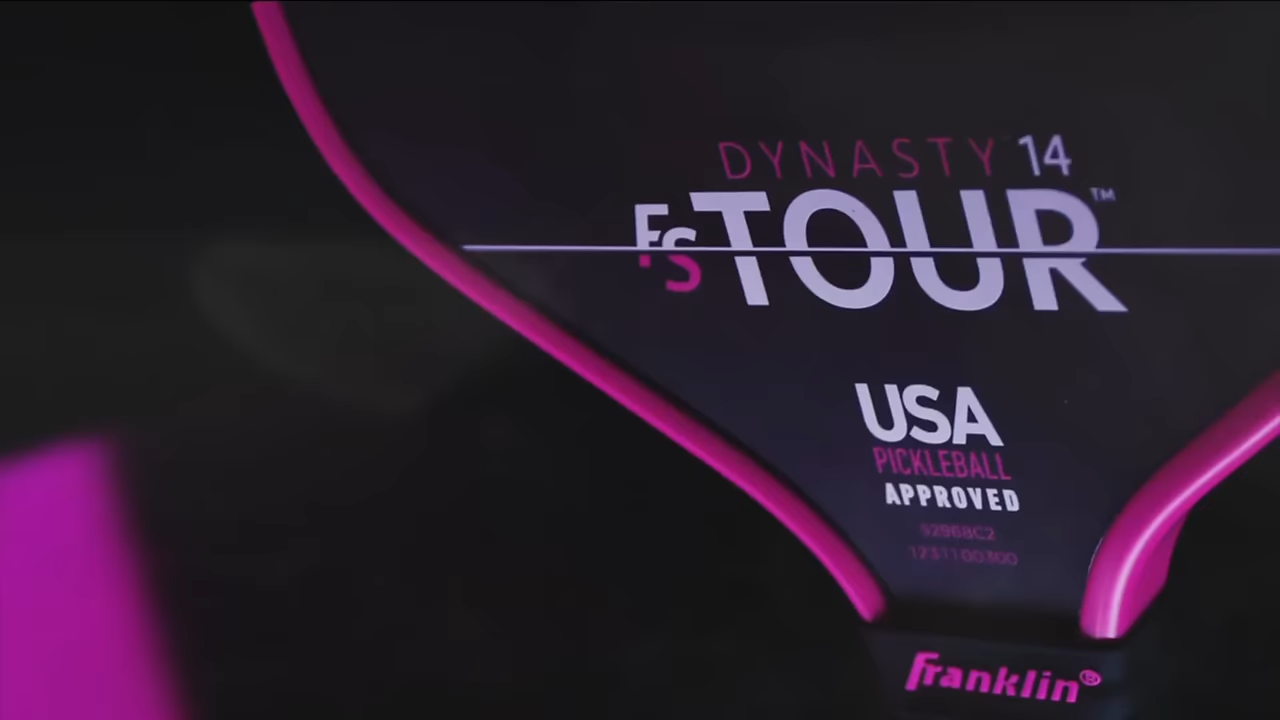 DYNASTY 14
FS TOUR™
USA
PICKLEBALL
APPROVED
franklin®